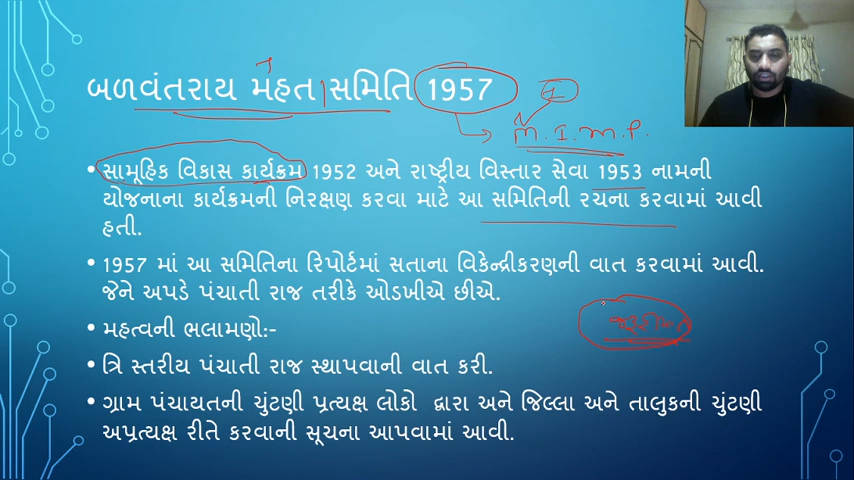 બળવંતરાય મહેતા સમિતિ 1957
1
M. I. M. P.
• સામૂહિક વિકાસ કાર્યક્રમ 1952 અને રાષ્ટ્રીય વિસ્તાર સેવા 1953 નામની
યોજનાના કાર્યક્રમની નિરક્ષણ કરવા માટે આ સમિતિની રચના કરવામાં આવી
હતી.
• 1957 માં આ સમિતિના રિપોર્ટમાં સતાના વિકેન્દ્રીકરણની વાત કરવામાં આવી.
જેને અપડે પંચાતી રાજ તરીકે ઓડખીએ છીએ.
• મહત્વની ભલામણો:-
• ત્રિ સ્તરીય પંચાતી રાજ સ્થાપવાની વાત કરી.
• ગ્રામ પંચાયતની ચુંટણી પ્રત્યક્ષ લોકો દ્વારા અને જિલ્લા અને તાલુકની ચુંટણી
અપ્રત્યક્ષ રીતે કરવાની સૂચના આપવામાં આવી.